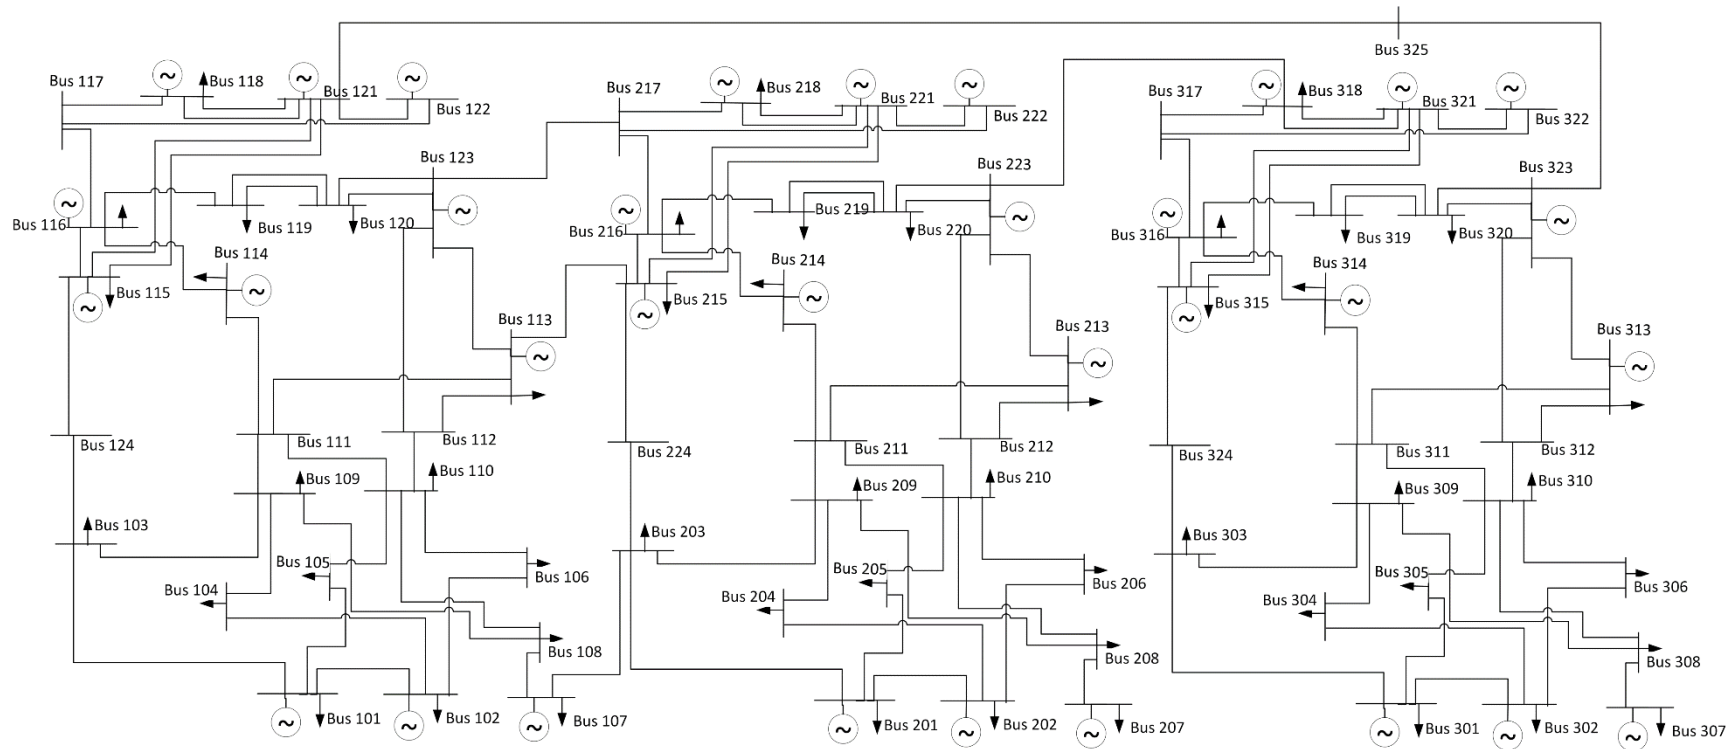 Bus 325
Bus 117
Bus 118
Bus 121
Bus 122
Bus 217
Bus 218
Bus 221
Bus 222
Bus 317
Bus 318
Bus 321
Bus 322
Bus 123
Bus 223
Bus 323
Bus 116
Bus 119
Bus 120
Bus 216
Bus 219
Bus 220
Bus 316
Bus 319
Bus 320
Bus 114
Bus 214
Bus 314
Bus 115
Bus 215
Bus 315
Bus 113
Bus 213
Bus 313
Bus 124
Bus 111
Bus 112
Bus 224
Bus 211
Bus 212
Bus 324
Bus 311
Bus 312
Bus 109
Bus 110
Bus 209
Bus 210
Bus 309
Bus 310
Bus 103
Bus 203
Bus 303
Bus 105
Bus 106
Bus 205
Bus 206
Bus 305
Bus 306
Bus 104
Bus 204
Bus 304
Bus 108
Bus 208
Bus 308
Bus 101
Bus 102
Bus 107
Bus 201
Bus 202
Bus 207
Bus 301
Bus 302
Bus 307